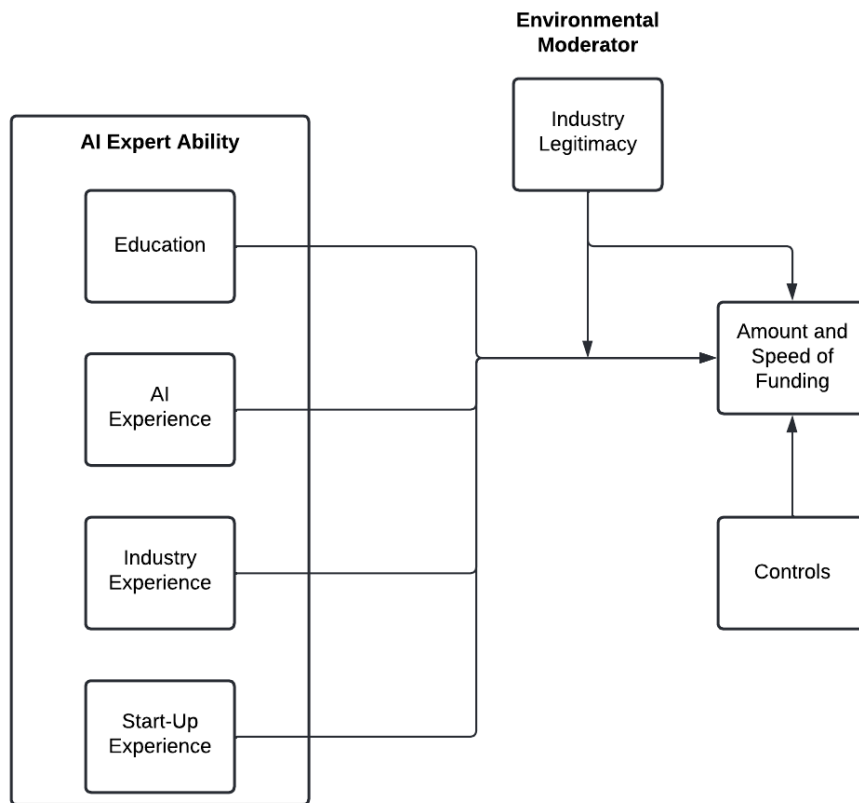 Environmental
Moderator
Industry
Legitimacy
AI Expert Ability
Education
AI
Experience
Industry
Experience
Start-Up
Experience
Amount and
Speed of
Funding
Controls